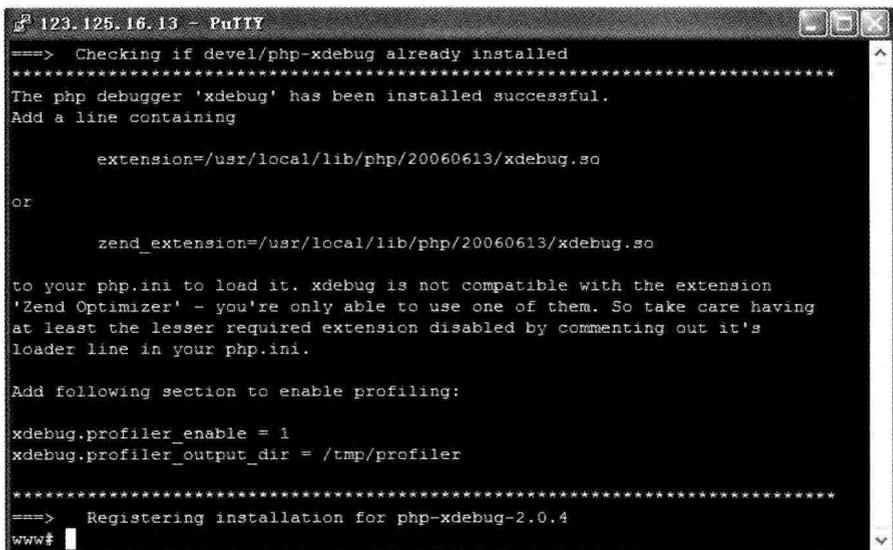 123.125.16.13 - PuTTY
===>  Checking if devel/php-xdebug already installed
******************************************************************************
The php debugger 'xdebug' has been installed successful.
Add a line containing
extension=/usr/local/lib/php/20060613/xdebug.so
or
zend_extension=/usr/local/lib/php/20060613/xdebug.so
to your php.ini to load it. xdebug is not compatible with the extension
'Zend Optimizer' - you're only able to use one of them. So take care having
at least the lesser required extension disabled by commenting out it's
loader line in your php.ini.
Add following section to enable profiling:
xdebug.profiler_enable = 1
xdebug.profiler_output_dir = /tmp/profiler
******************************************************************************
===>   Registering installation for php-xdebug-2.0.4
www#